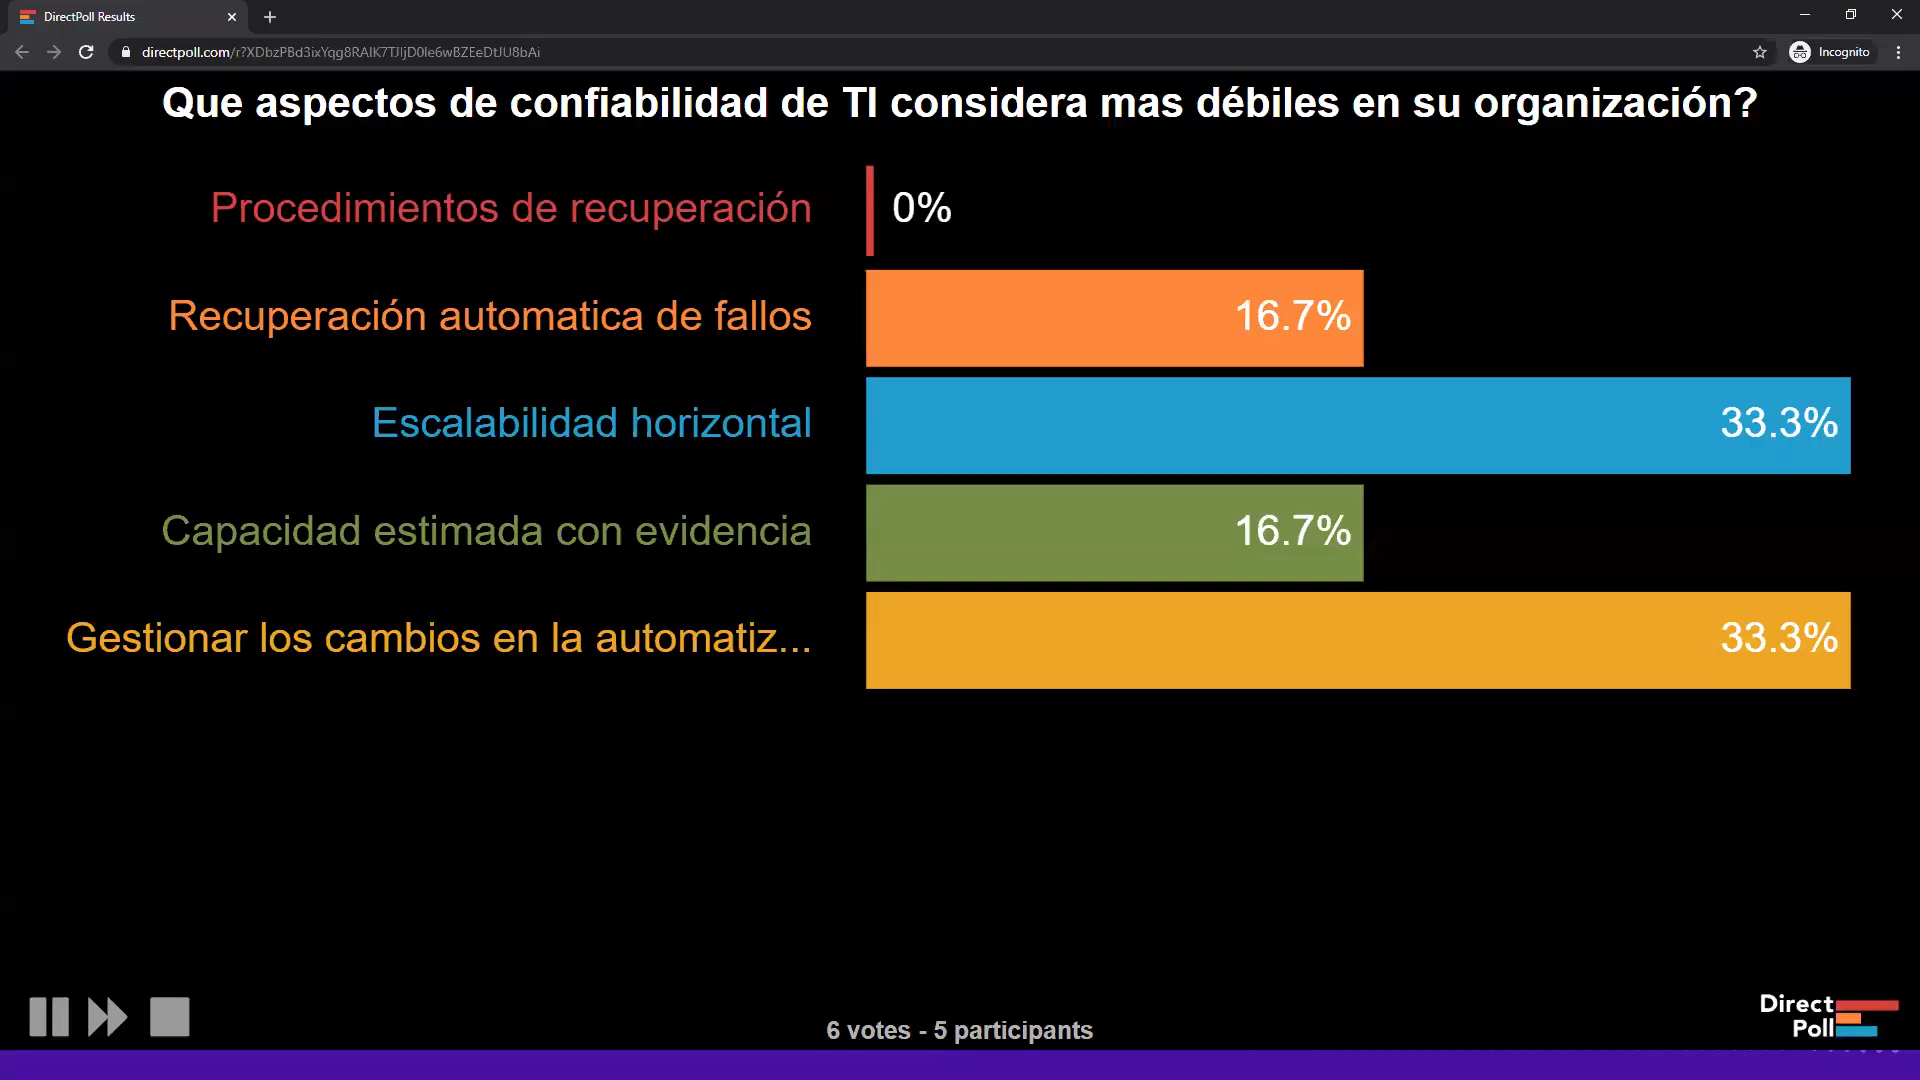 DirectPoll Results
directpoll.com/r?XDbzPBd3ixYqg8RAIK7TJljD0le6wBZEeDtJU8bAi
Incognito
Que aspectos de confiabilidad de TI considera mas débiles en su organización?
Procedimientos de recuperación 0%
Recuperación automatica de fallos 16.7%
Escalabilidad horizontal 33.3%
Capacidad estimada con evidencia 16.7%
Gestionar los cambios en la automatiz... 33.3%
6 votes - 5 participants
Direct
Poll